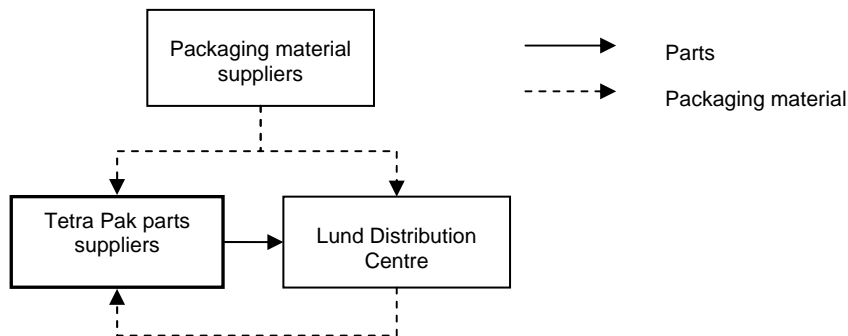 Packaging material
suppliers
Parts
Packaging material
Tetra Pak parts
suppliers
Lund Distribution
Centre